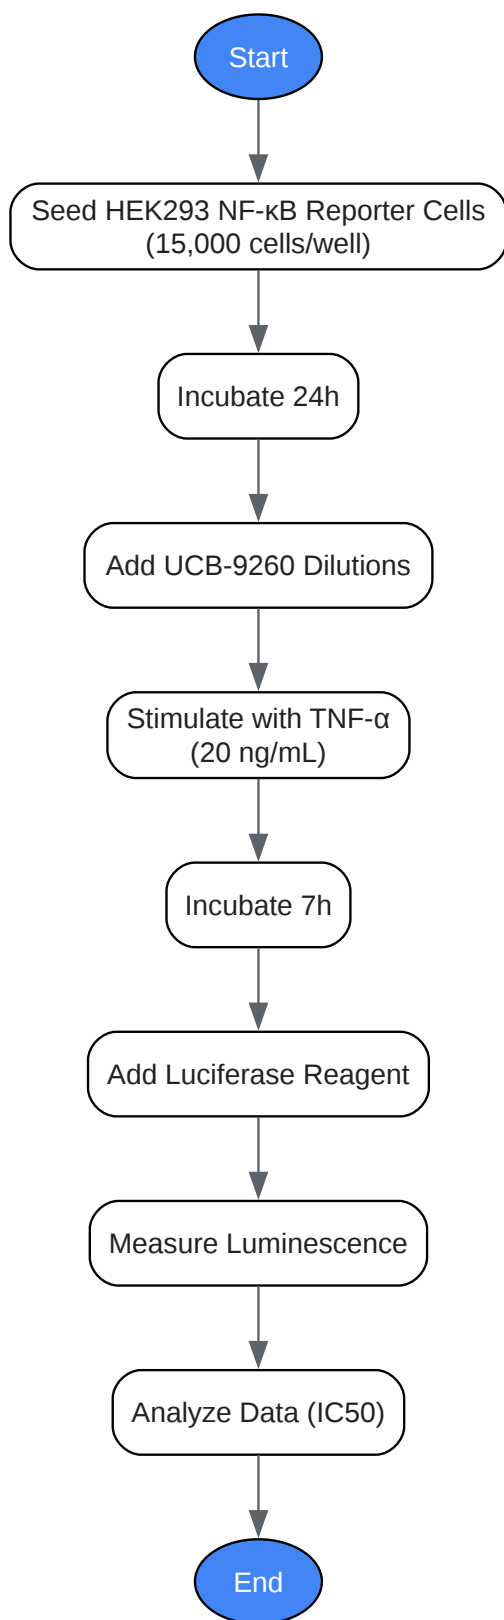 Start
Seed HEK293 NF-κB Reporter Cells
(15,000 cells/well)
Incubate 24h
Add UCB-9260 Dilutions
Stimulate with TNF-α
(20 ng/mL)
Incubate 7h
Add Luciferase Reagent
Measure Luminescence
Analyze Data (IC50)
End